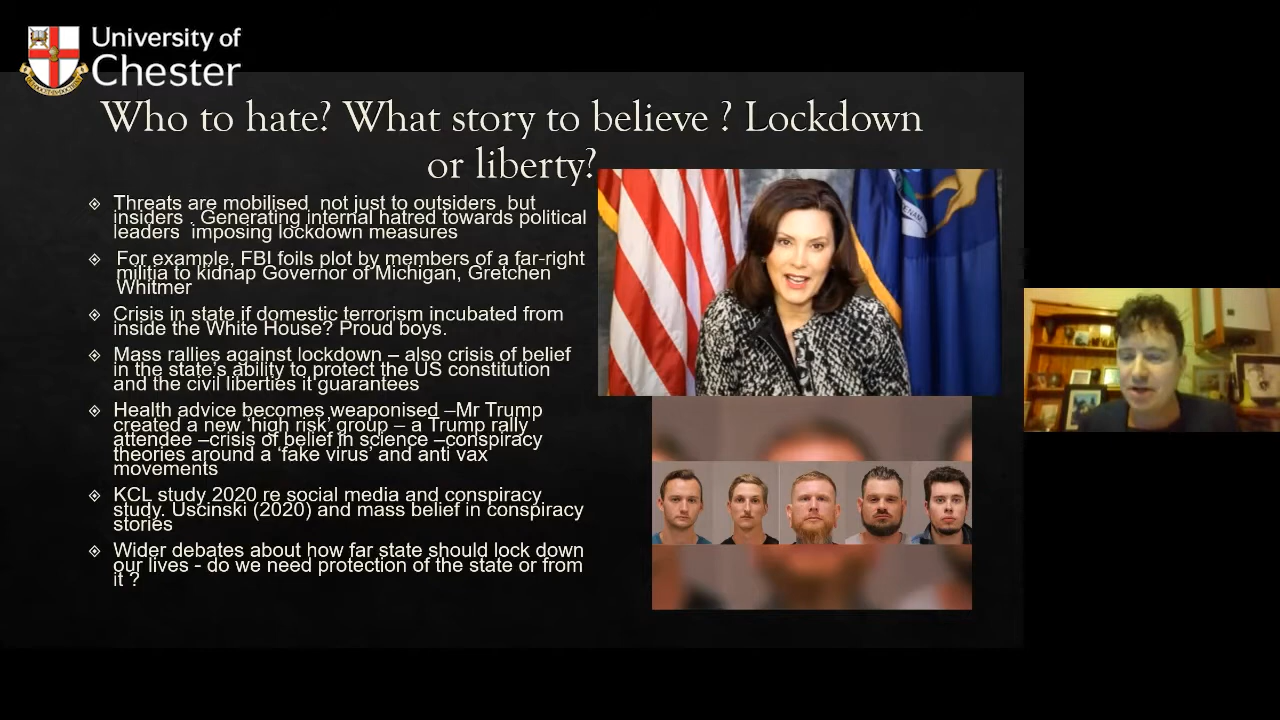 University of
Chester
Who to hate? What story to believe ? Lockdown
or liberty?
Threats are mobilised not just to outsiders but
insiders . Generating internal hatred towards political
leaders imposing lockdown measures
For example, FBI foils plot by members of a far-right
militia to kidnap Governor of Michigan, Gretchen
Whitmer
Crisis in state if domestic terrorism incubated from
inside the White House? Proud boys.
Mass rallies against lockdown – also crisis of belief
in the state's ability to protect the US constitution
and the civil liberties it guarantees
Health advice becomes weaponised –Mr Trump
created a new 'high risk' group – a Trump rally
attendee –crisis of belief in science –conspiracy
theories around a 'fake virus' and anti vax'
movements
KCL study 2020 re social media and conspiracy
study. Uscinski (2020) and mass belief in conspiracy
stories
Wider debates about how far state should lock down
our lives - do we need protection of the state or from
it ?